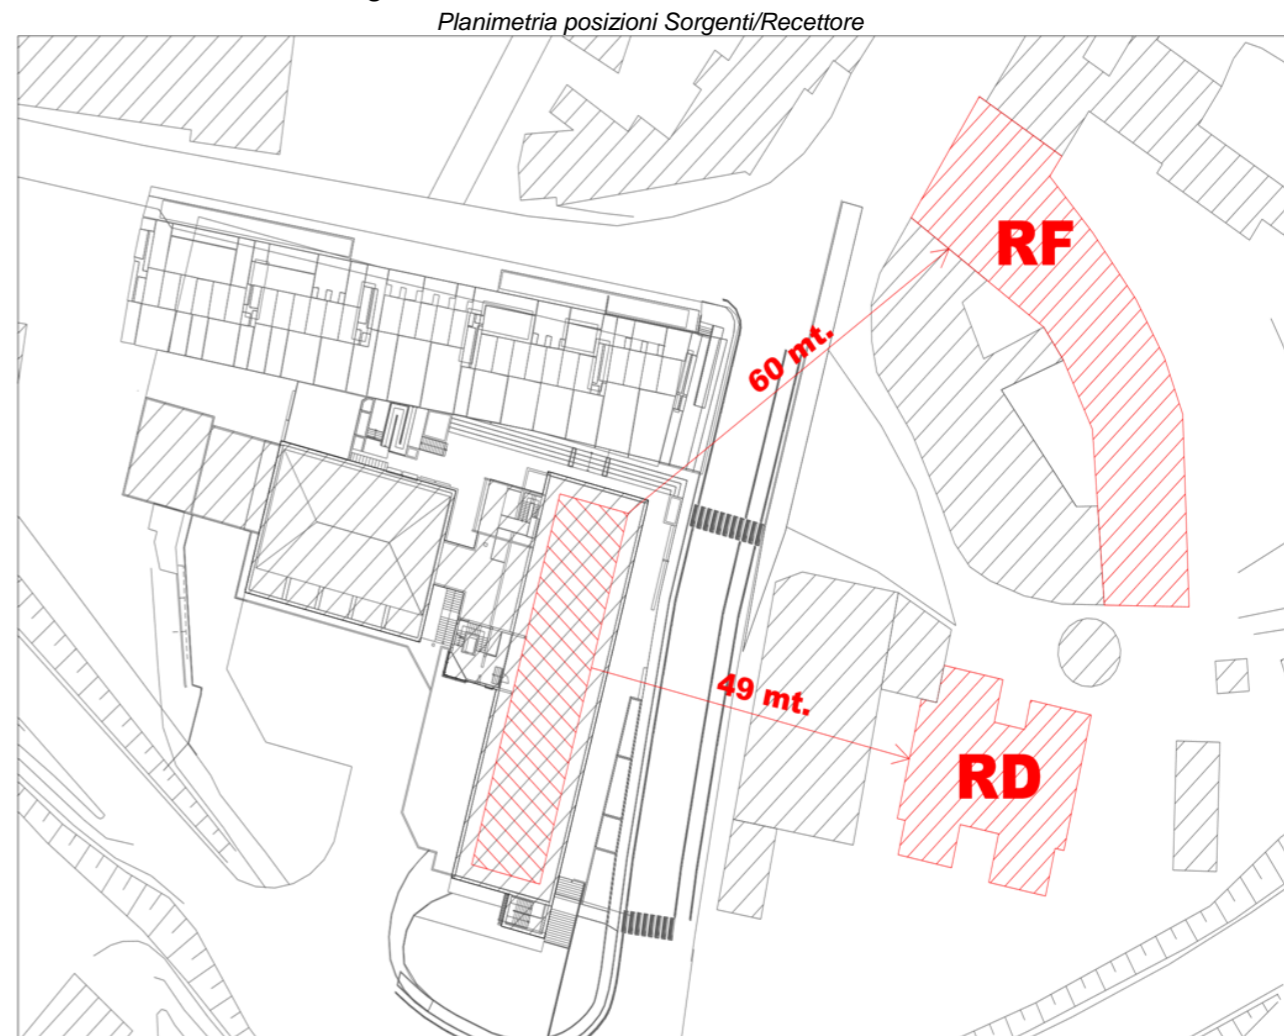 Planimetria posizioni Sorgenti/Recettore
RF
60 mt.
49 mt.
RD